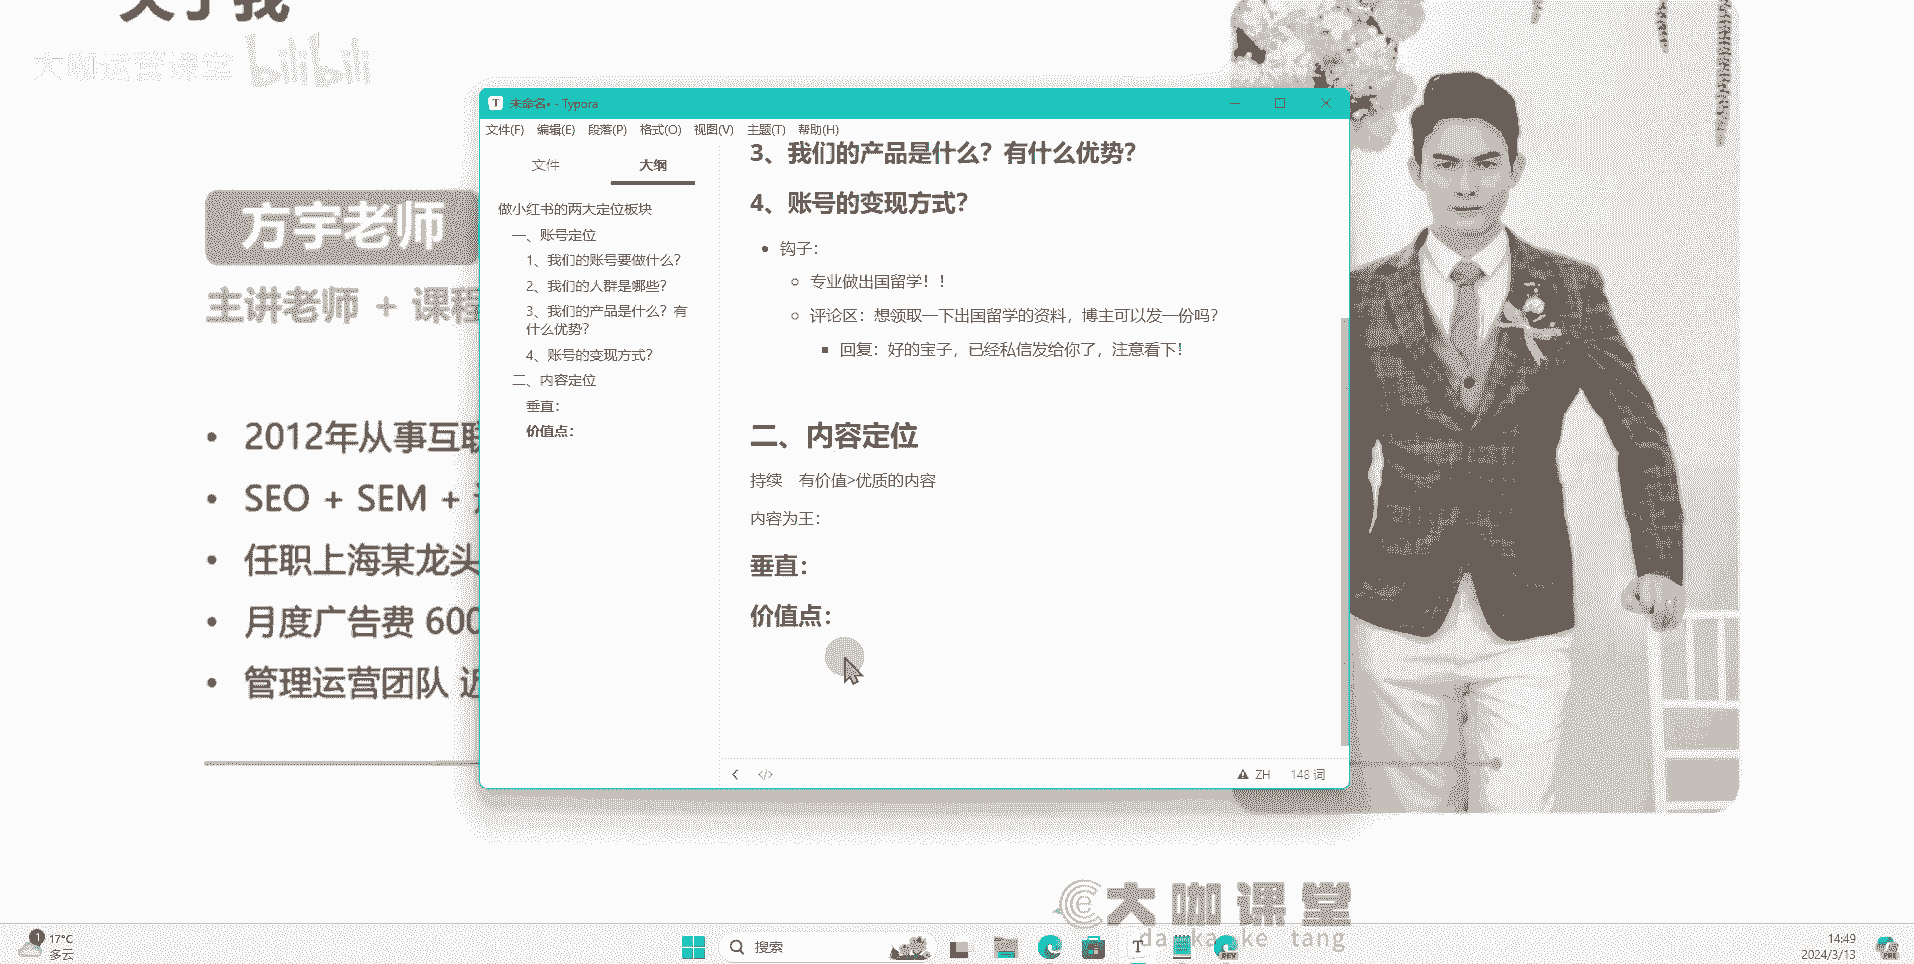 关于我
大咖运营课堂 bilibili
方宇老师
主讲老师 + 课程
2012年从事互联
SEO + SEM +
任职上海某龙头
月度广告费 600
管理运营团队 近
未命名• - Typora
文件(F) 编辑(E) 段落(P) 格式(O) 视图(V) 主题(T) 帮助(H)
文件 大纲
做小红书的两大定位板块
一、账号定位
1、我们的账号要做什么?
2、我们的人群是哪些?
3、我们的产品是什么? 有
什么优势?
4、账号的变现方式?
二、内容定位
垂直:
价值点:
3、我们的产品是什么? 有什么优势?
4、账号的变现方式?
钩子:
专业做出国留学! !
评论区: 想领取一下出国留学的资料, 博主可以发一份吗?
回复: 好的宝子, 已经私信发给你了, 注意看下!
二、内容定位
持续 有价值>优质的内容
内容为王:
垂直:
价值点:
ZH 148 词
大咖课堂
da ka ke tang
1 17°C
多云
搜索
14:49
2024/3/13